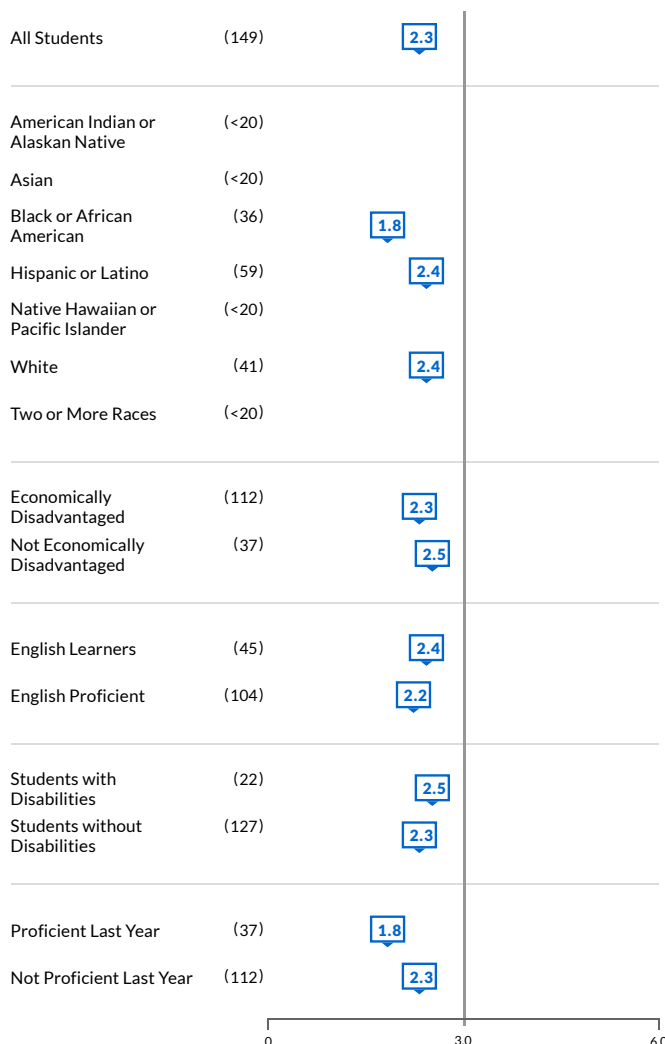 All Students (149) 2.3
American Indian or (<20)
Alaskan Native
Asian (<20)
Black or African (36) 1.8
American
Hispanic or Latino (59) 2.4
Native Hawaiian or (<20)
Pacific Islander
White (41) 2.4
Two or More Races (<20)
Economically (112) 2.3
Disadvantaged
Not Economically (37) 2.5
Disadvantaged
English Learners (45) 2.4
English Proficient (104) 2.2
Students with (22) 2.5
Disabilities
Students without (127) 2.3
Disabilities
Proficient Last Year (37) 1.8
Not Proficient Last Year (112) 2.3
0 3.0 6.0